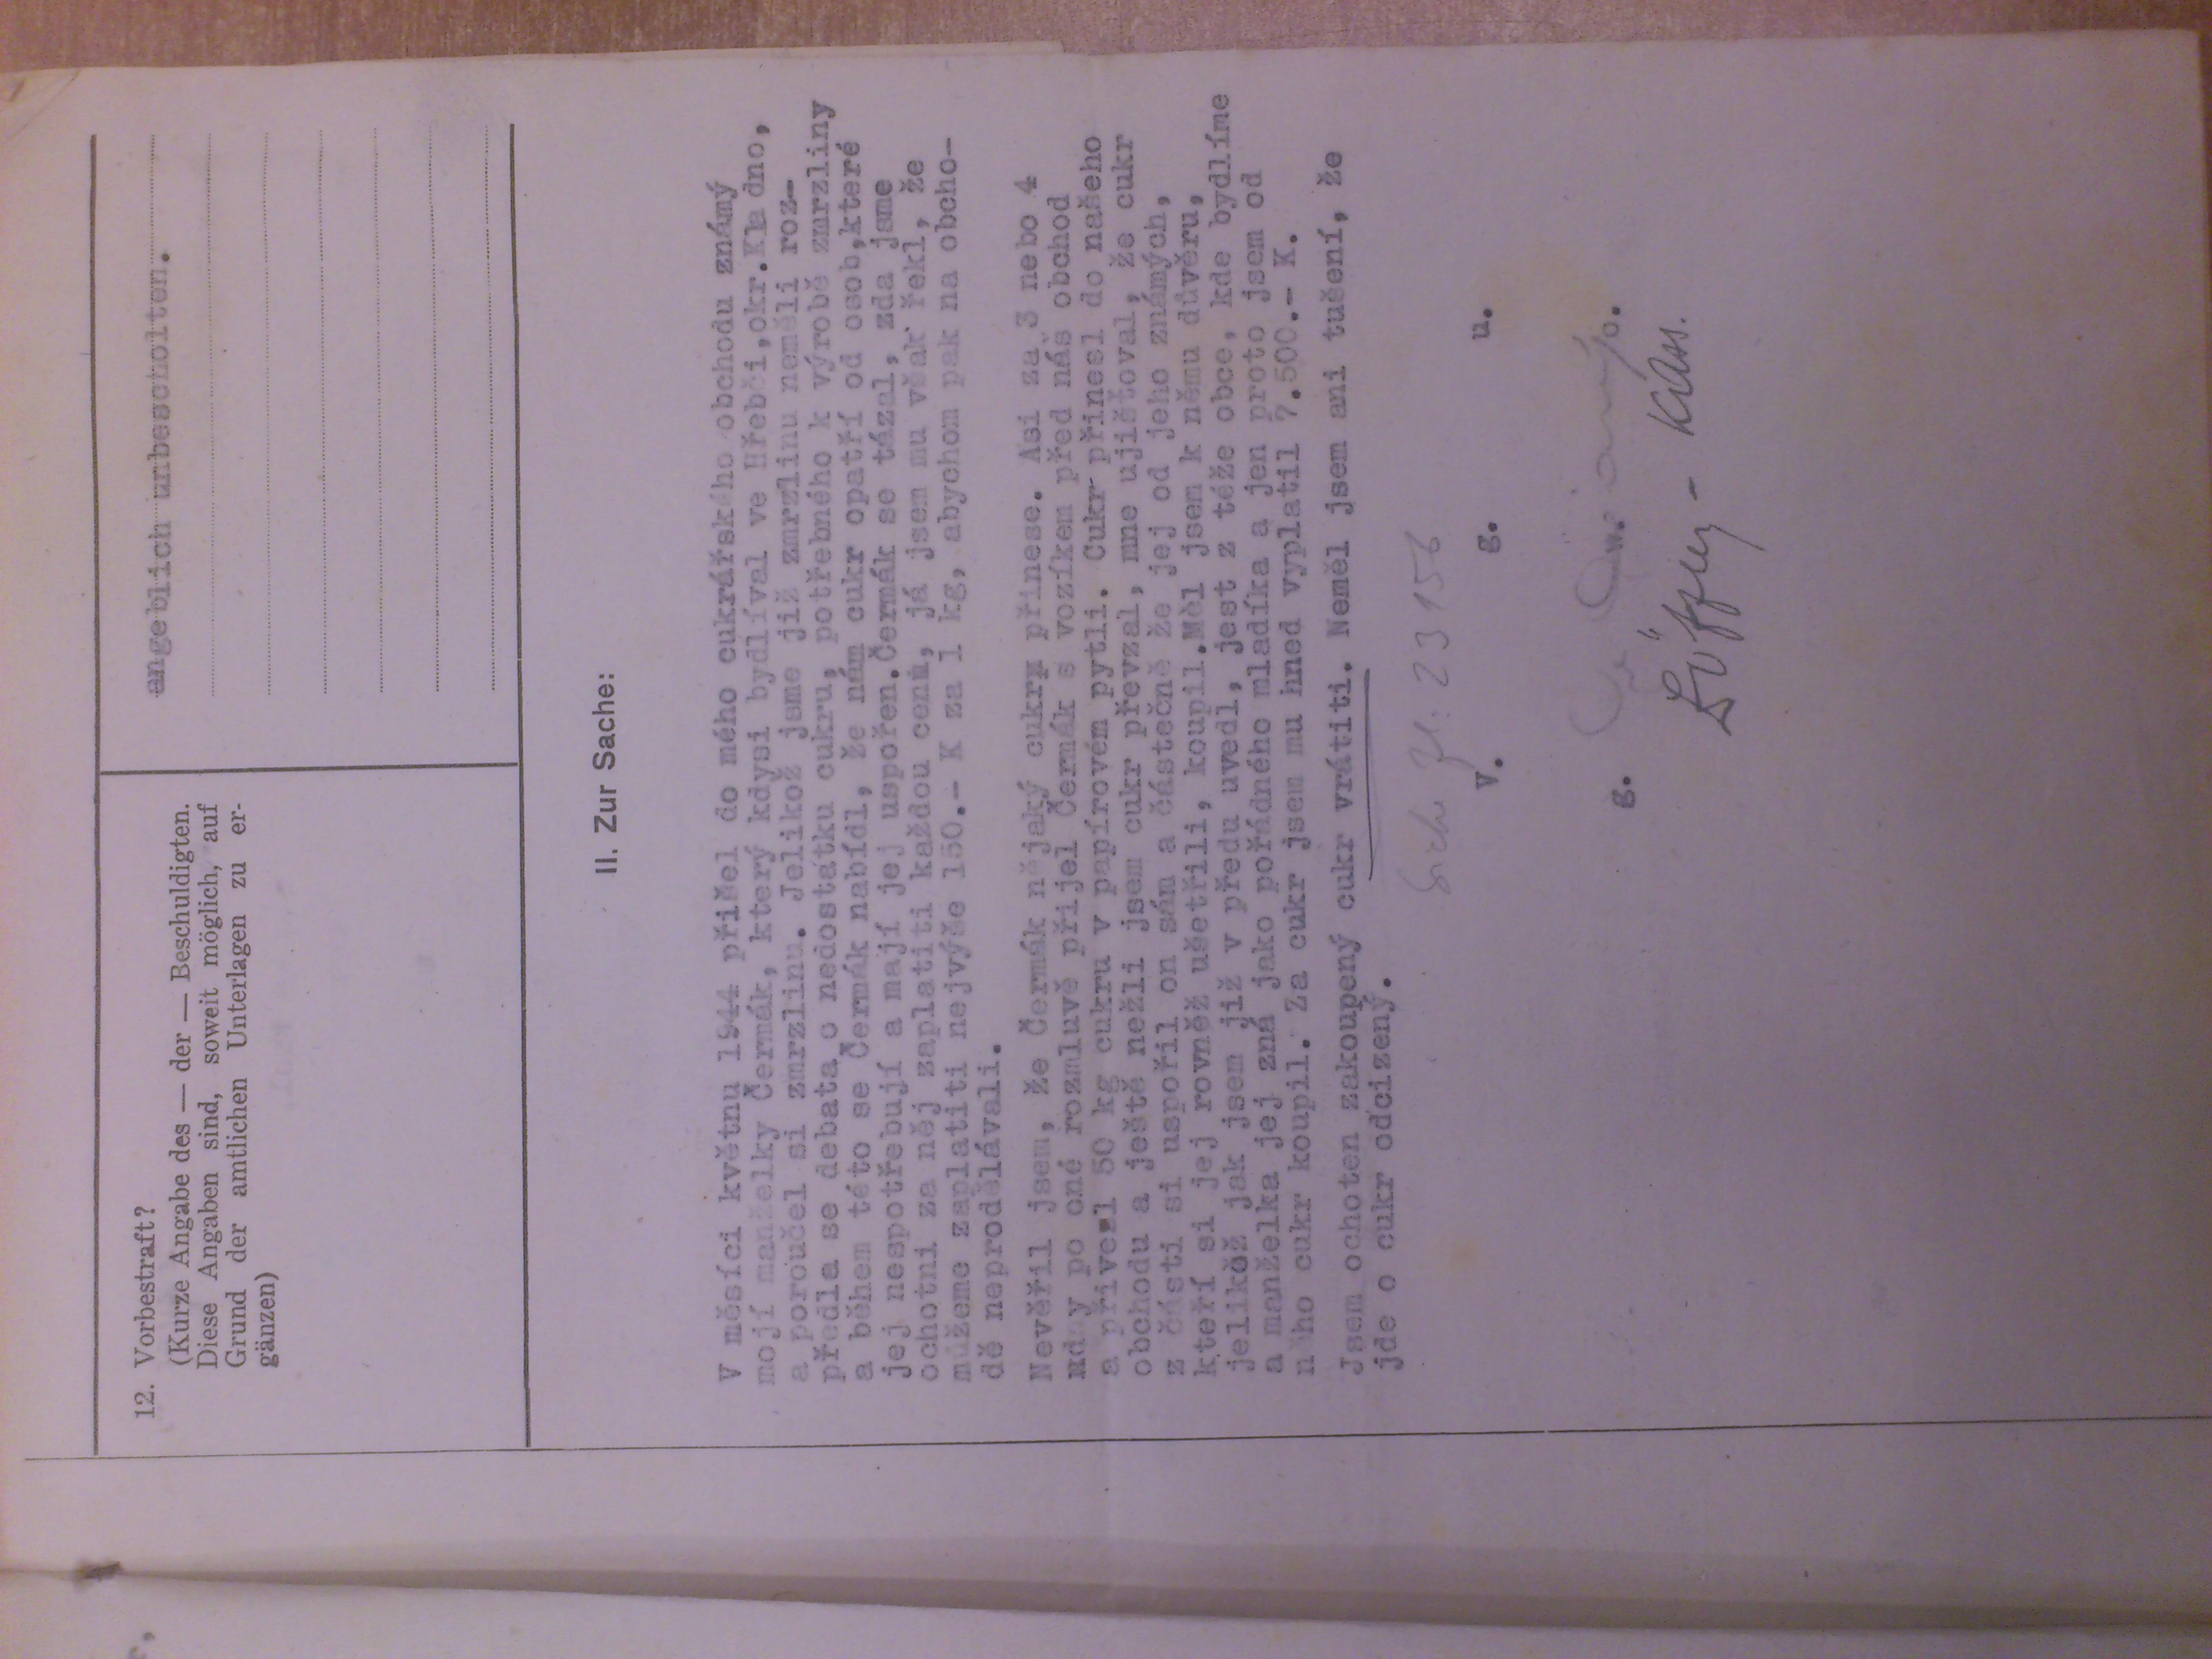 12. Vorbestraft?
(Kurze Angabe des — der — Beschuldigten.
Diese Angaben sind, soweit möglich, auf
Grund der amtlichen Unterlagen zu er-
gänzen)
angeblich unbescholten.
II. Zur Sache:
V měsíci květnu 1944 přišel do mého cukrářského obchodu známý
mojí manželky Čermák, který kdysi bydlíval ve Hřebči,okr.Kladno,
a poroučel si zmrzlinu. Jelikož jsme již zmrzlinu neměli roz-
předla se debata o nedostatku cukru, potřebného k výrobě zmrzliny
a během této se Čermák nabídl, že nám cukr opatří od osob,které
jej nespotřebují a mají jej uspořen.Čermák se tázal, zda jsme
ochotni za něj zaplatiti každou cenu, já jsem mu však řekl, že
můžeme zaplatiti nejvýše 150.- K za 1 kg, abychom pak na obcho-
dě neprodělávali.
Nevěřil jsem, že Čermák nějaký cukr přinese. Asi za 3 nebo 4
dny po oné rozmluvě přijel Čermák s vozíkem před náš obchod
a přivezl 50 kg cukru v papírovém pytli. Cukr přinesl do našeho
obchodu a ještě nežli jsem cukr převzal, mne ujišťoval, že cukr
z části si uspořil on sám a částečně že jej od jeho známých,
kteří si jej rovněž ušetřili, koupil.Měl jsem k němu důvěru,
jelikož jak jsem již v předu uvedl, jest z téže obce, kde bydlíme
a manželka jej zná jako pořádného mladíka a jen proto jsem od
něho cukr koupil. Za cukr jsem mu hned vyplatil 7.500.- K.
Jsem ochoten zakoupený cukr vrátiti. Neměl jsem ani tušení, že
jde o cukr odcizený.
Siehe Zl: 23156
v. g. u.
g. w. o.
Kass.